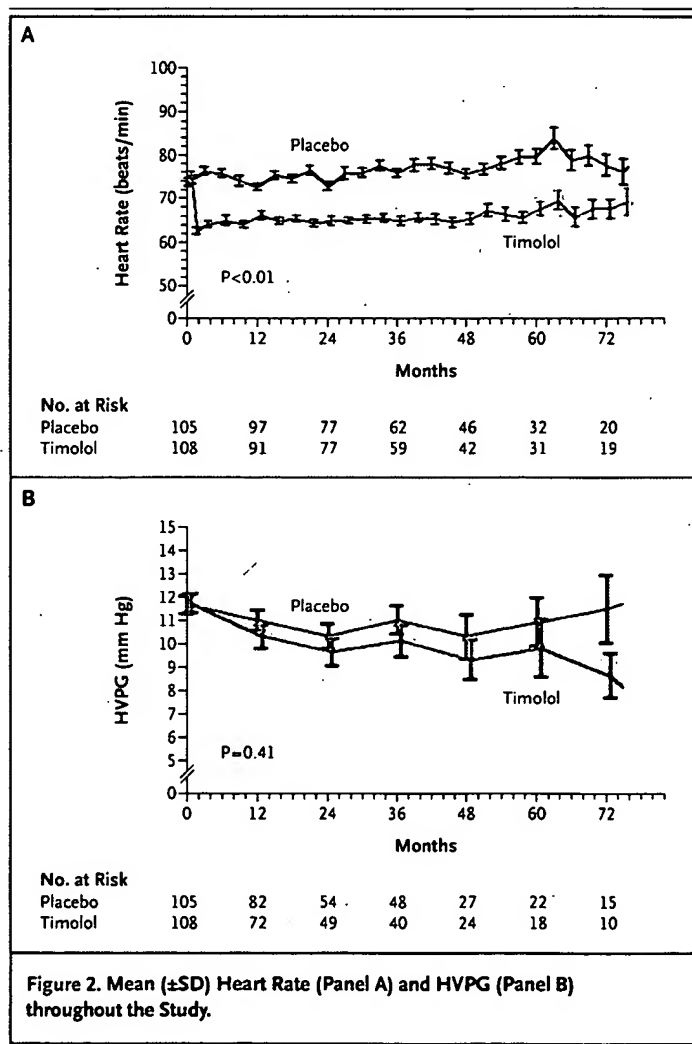 A
100
90
80
70
60
50
0
Heart Rate (beats/min)
Placebo
Timolol
P<0.01
0 12 24 36 48 60 72
Months
No. at Risk
Placebo 105 97 77 62 46 32 20
Timolol 108 91 77 59 42 31 19
B
15
14
13
12
11
10
9
8
7
6
5
0
HVPG (mm Hg)
Placebo
Timolol
P=0.41
0 12 24 36 48 60 72
Months
No. at Risk
Placebo 105 82 54 48 27 22 15
Timolol 108 72 49 40 24 18 10
Figure 2. Mean (±SD) Heart Rate (Panel A) and HVPG (Panel B)
throughout the Study.